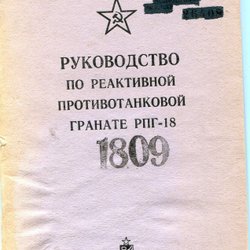 РУКОВОДСТВО
ПО РЕАКТИВНОЙ
ПРОТИВОТАНКОВОЙ
ГРАНАТЕ РПГ-18
1809